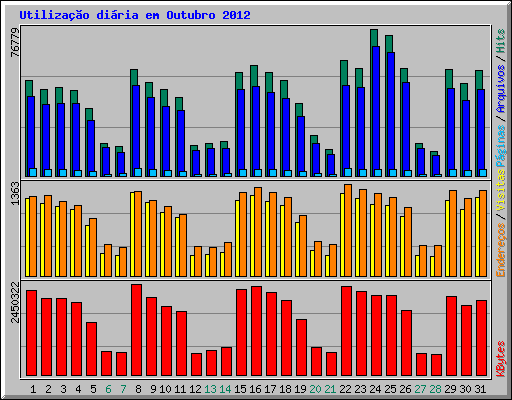 Utilização diária em Outubro 2012
76779
1363
2450322
Páginas / Arquivos / Hits
Endereços / Visitas
KBytes
1 2 3 4 5 6 7 8 9 10 11 12 13 14 15 16 17 18 19 20 21 22 23 24 25 26 27 28 29 30 31